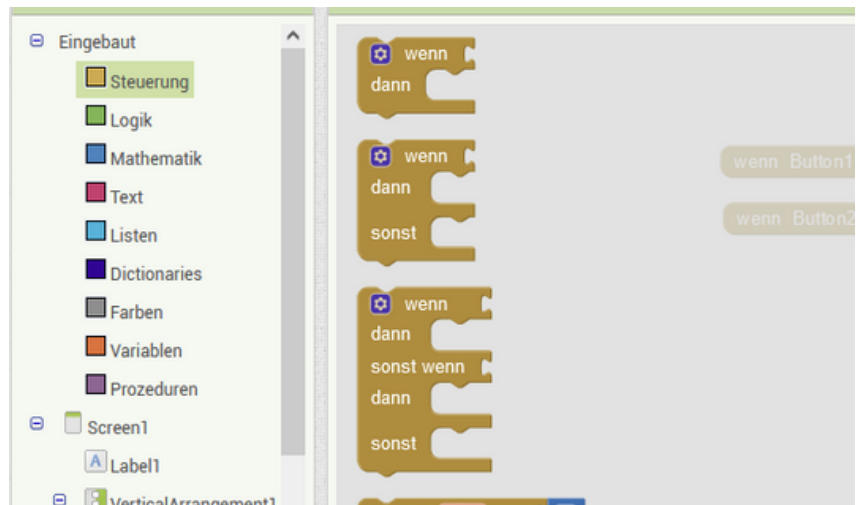 Eingebaut
Steuerung
Logik
Mathematik
Text
Listen
Dictionaries
Farben
Variablen
Prozeduren
Screen1
A Label1
VerticalArrangement1
wenn
dann
wenn
dann
sonst
wenn
dann
sonst wenn
dann
sonst
wenn Button1
wenn Button2